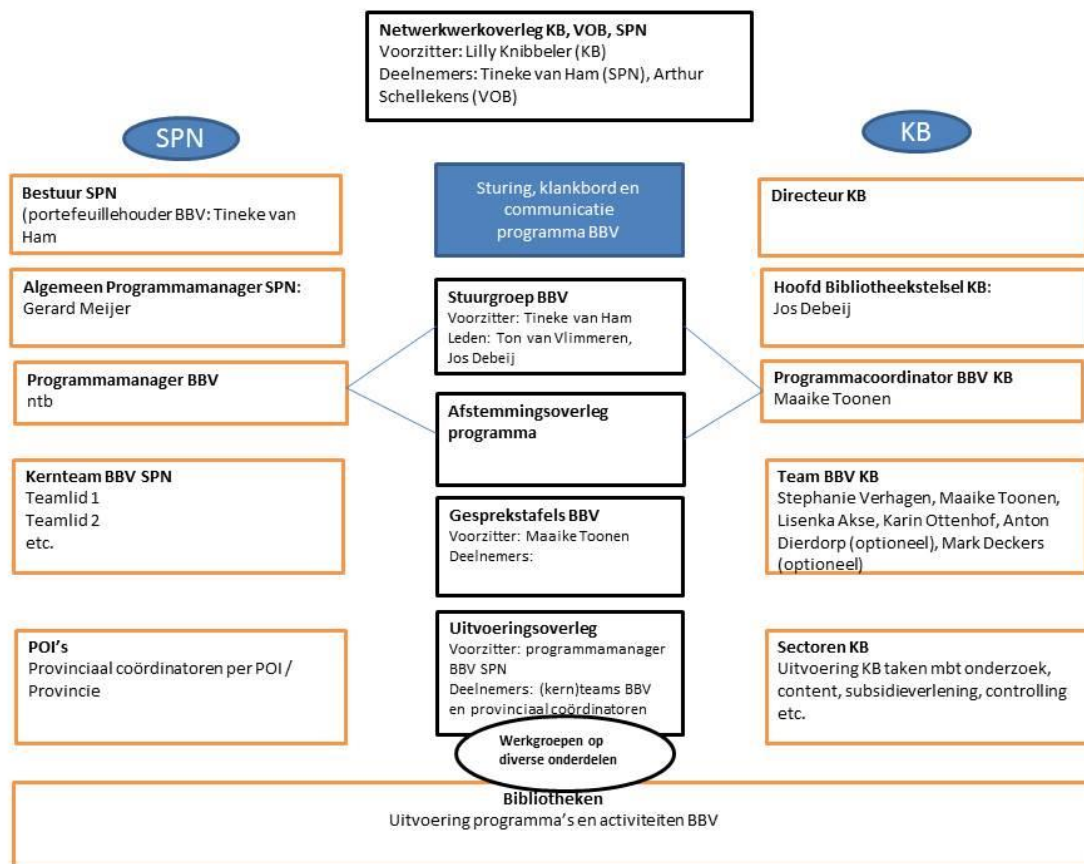 Netwerkwerkoverleg KB, VOB, SPN
Voorzitter: Lilly Knibbeler (KB)
Deelnemers: Tineke van Ham (SPN), Arthur
Schellekens (VOB)
SPN
Bestuur SPN
(portefeuillehouder BBV: Tineke van
Ham
Algemeen Programmamanager SPN:
Gerard Meijer
Programmamanager BBV
ntb
Kernteam BBV SPN
Teamlid 1
Teamlid 2
etc.
POI’s
Provinciaal coördinatoren per POI /
Provincie
Sturing, klankbord en
communicatie
programma BBV
Stuurgroep BBV
Voorzitter: Tineke van Ham
Leden: Ton van Vlimmeren,
Jos Debeij
Afstemmingsoverleg
programma
Gesprekstafels BBV
Voorzitter: Maaike Toonen
Deelnemers:
Uitvoeringsoverleg
Voorzitter: programmamanager
BBV SPN
Deelnemers: (kern)teams BBV
en provinciaal coördinatoren
Werkgroepen op
diverse onderdelen
KB
Directeur KB
Hoofd Bibliotheekstelsel KB:
Jos Debeij
Programmacoordinator BBV KB
Maaike Toonen
Team BBV KB
Stephanie Verhagen, Maaike Toonen,
Lisenka Akse, Karin Ottenhof, Anton
Dierdorp (optioneel), Mark Deckers
(optioneel)
Sectoren KB
Uitvoering KB taken mbt onderzoek,
content, subsidieverlening, controlling
etc.
Bibliotheken
Uitvoering programma’s en activiteiten BBV